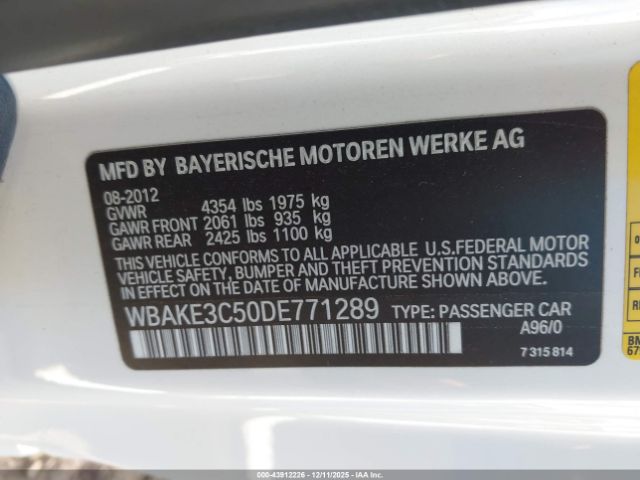 MFD BY BAYERISCHE MOTOREN WERKE AG
08-2012
GVWR 4354 lbs 1975 kg
GAWR FRONT 2061 lbs 935 kg
GAWR REAR 2425 lbs 1100 kg
THIS VEHICLE CONFORMS TO ALL APPLICABLE U.S.FEDERAL MOTOR
VEHICLE SAFETY, BUMPER AND THEFT PREVENTION STANDARDS
IN EFFECT ON THE DATE OF MANUFACTURE SHOWN ABOVE.
WBAKE3C50DE771289 TYPE: PASSENGER CAR
A96/0
7 315 814
000-43912226 - 12/11/2025 - IAA Inc.